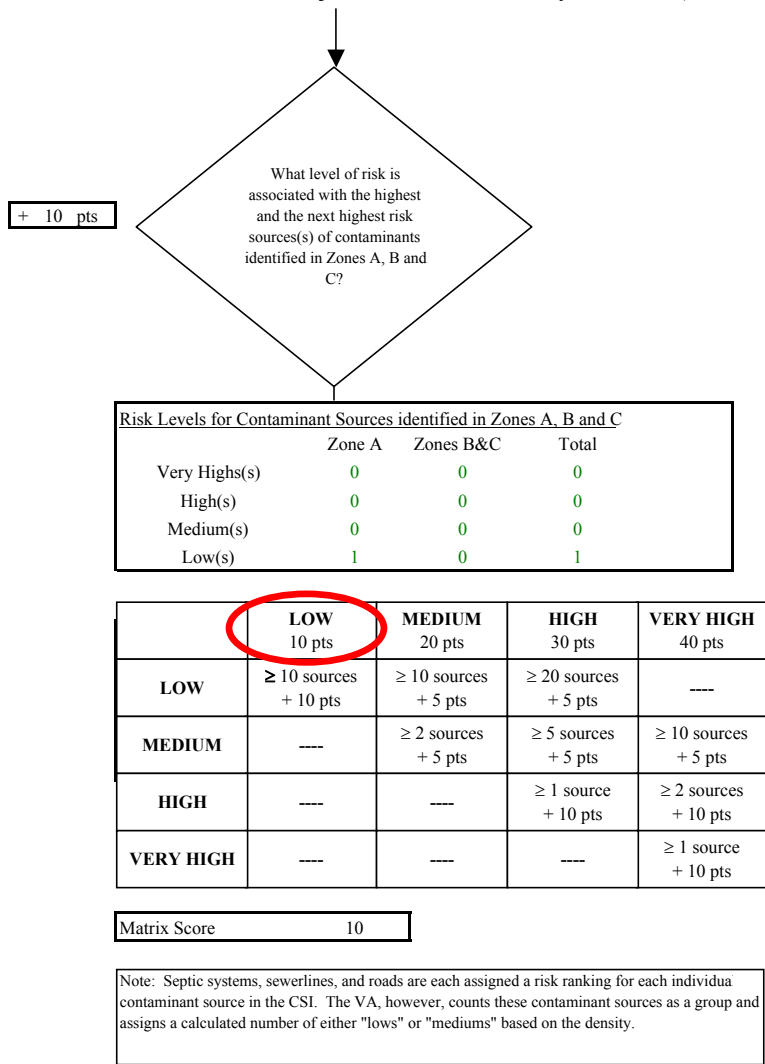 What level of risk is
associated with the highest
and the next highest risk
sources(s) of contaminants
identified in Zones A, B and
C?
+ 10 pts
Risk Levels for Contaminant Sources identified in Zones A, B and C
Zone A Zones B&C Total
Very Highs(s) 0 0 0
High(s) 0 0 0
Medium(s) 0 0 0
Low(s) 1 0 1
LOW MEDIUM HIGH VERY HIGH
10 pts 20 pts 30 pts 40 pts
LOW ≥ 10 sources ≥ 10 sources ≥ 20 sources ----
+ 10 pts + 5 pts + 5 pts
MEDIUM ---- ≥ 2 sources ≥ 5 sources ≥ 10 sources
+ 5 pts + 5 pts + 5 pts
HIGH ---- ---- ≥ 1 source ≥ 2 sources
+ 10 pts + 10 pts
VERY HIGH ---- ---- ---- ≥ 1 source
+ 10 pts
Matrix Score 10
Note: Septic systems, sewerlines, and roads are each assigned a risk ranking for each individua
contaminant source in the CSI. The VA, however, counts these contaminant sources as a group and
assigns a calculated number of either "lows" or "mediums" based on the density.